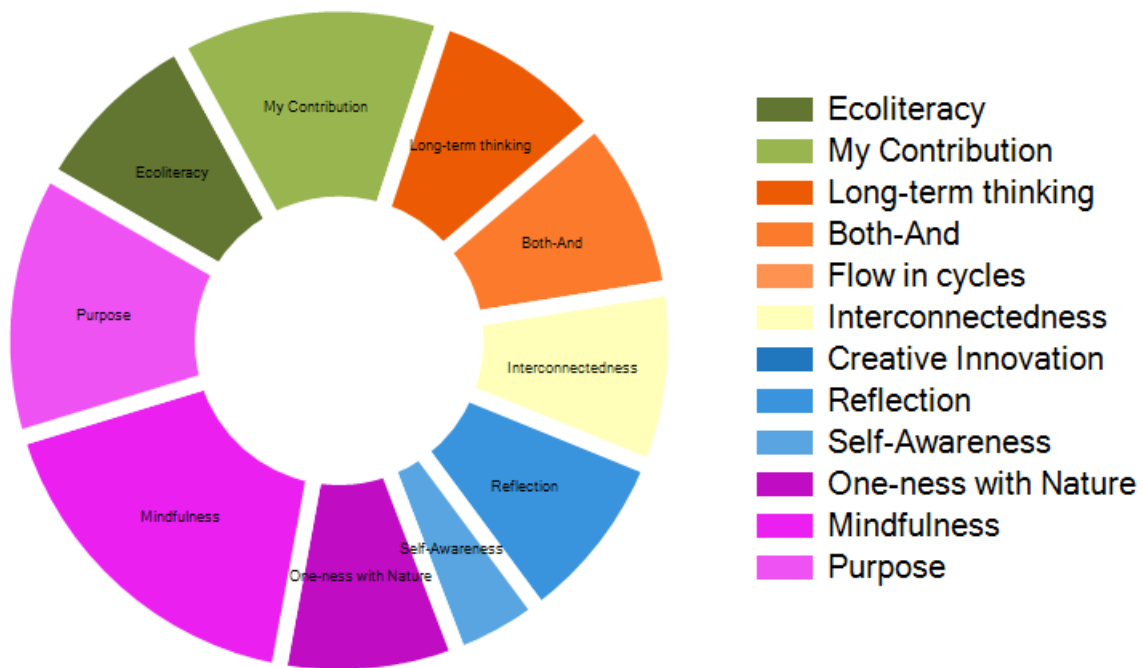 My Contribution
Long-term thinking
Ecoliteracy
Both-And
Purpose
Interconnectedness
Reflection
Mindfulness
Self-Awareness
One-ness with Nature
Ecoliteracy
My Contribution
Long-term thinking
Both-And
Flow in cycles
Interconnectedness
Creative Innovation
Reflection
Self-Awareness
One-ness with Nature
Mindfulness
Purpose